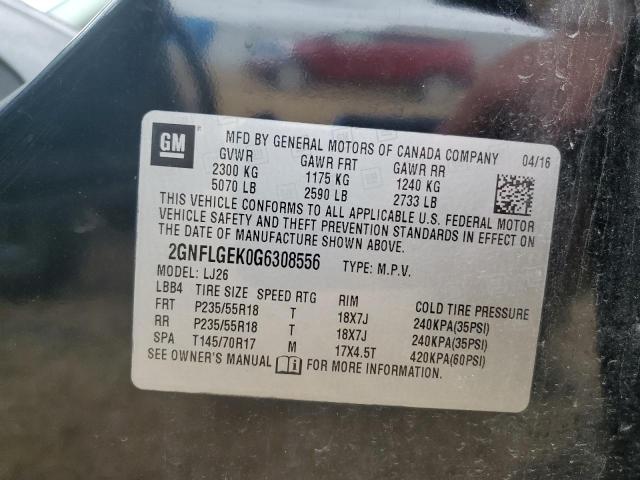 GM
MFD BY GENERAL MOTORS OF CANADA COMPANY 04/16
GVWR GAWR FRT GAWR RR
2300 KG 1175 KG 1240 KG
5070 LB 2590 LB 2733 LB
THIS VEHICLE CONFORMS TO ALL APPLICABLE U.S. FEDERAL MOTOR
VEHICLE SAFETY AND THEFT PREVENTION STANDARDS IN EFFECT ON
THE DATE OF MANUFACTURE SHOWN ABOVE.
2GNFLGEK0G6308556 TYPE: M.P.V.
MODEL: LJ26
LBB4 TIRE SIZE SPEED RTG RIM COLD TIRE PRESSURE
FRT P235/55R18 T 18X7J 240KPA(35PSI)
RR P235/55R18 T 18X7J 240KPA(35PSI)
SPA T145/70R17 M 17X4.5T 420KPA(60PSI)
SEE OWNER'S MANUAL FOR MORE INFORMATION.